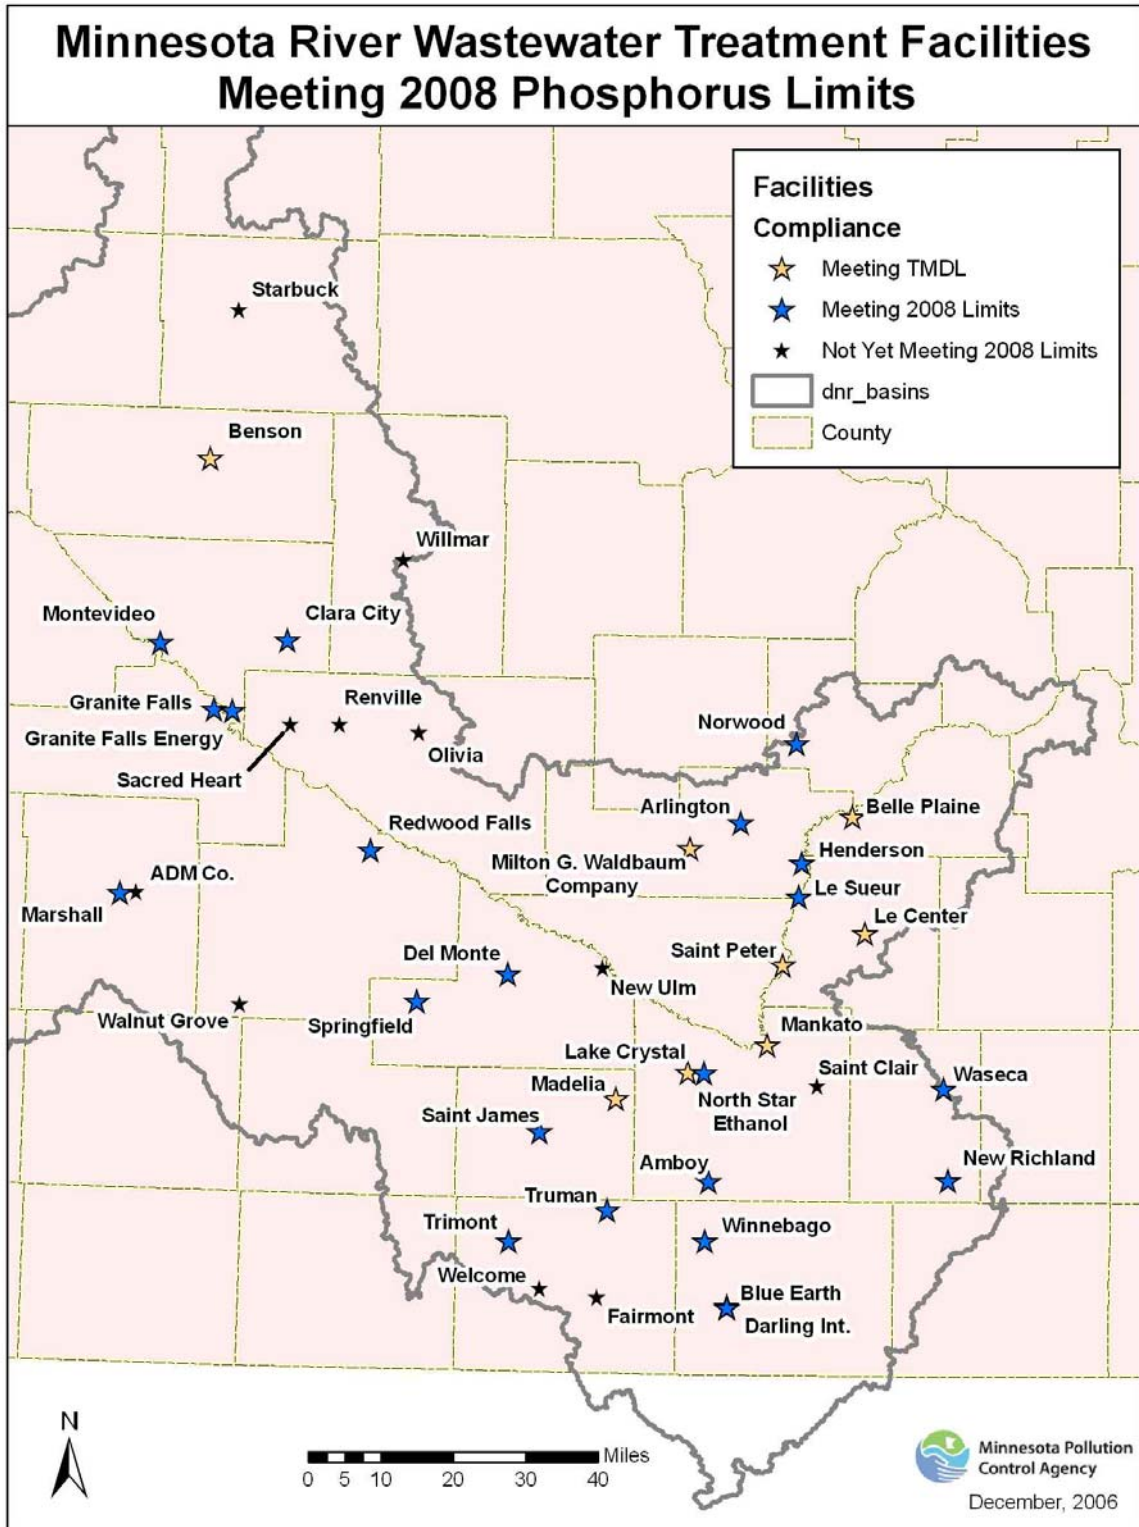 Minnesota River Wastewater Treatment Facilities
Meeting 2008 Phosphorus Limits
Facilities
Compliance
Meeting TMDL
Meeting 2008 Limits
Not Yet Meeting 2008 Limits
dnr_basins
County
Starbuck
Benson
Willmar
Montevideo
Clara City
Granite Falls
Renville
Granite Falls Energy
Olivia
Sacred Heart
Norwood
Redwood Falls
Arlington
Belle Plaine
Milton G. Waldbaum
Company
Henderson
ADM Co.
Marshall
Le Sueur
Le Center
Del Monte
Saint Peter
New Ulm
Walnut Grove
Springfield
Mankato
Lake Crystal
Saint Clair
Waseca
Madelia
North Star
Ethanol
Saint James
Amboy
New Richland
Truman
Trimont
Winnebago
Welcome
Fairmont
Blue Earth
Darling Int.
N
Miles
0 5 10 20 30 40
Minnesota Pollution
Control Agency
December, 2006